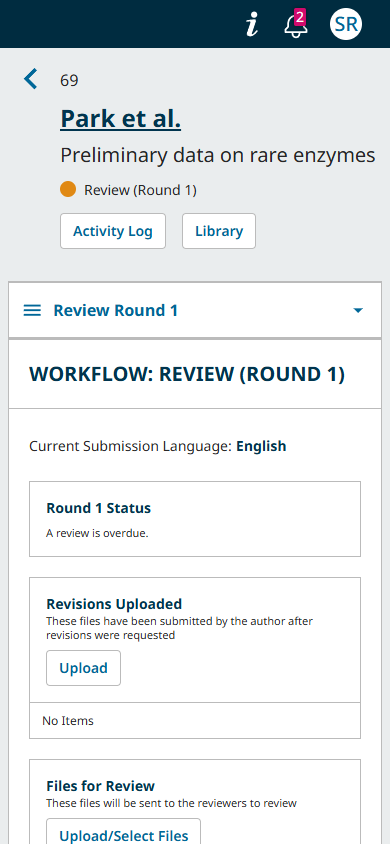 2
SR
69
Park et al.
Preliminary data on rare enzymes
Review (Round 1)
Activity Log
Library
Review Round 1
WORKFLOW: REVIEW (ROUND 1)
Current Submission Language: English
Round 1 Status
A review is overdue.
Revisions Uploaded
These files have been submitted by the author after
revisions were requested
Upload
No Items
Files for Review
These files will be sent to the reviewers to review
Upload/Select Files